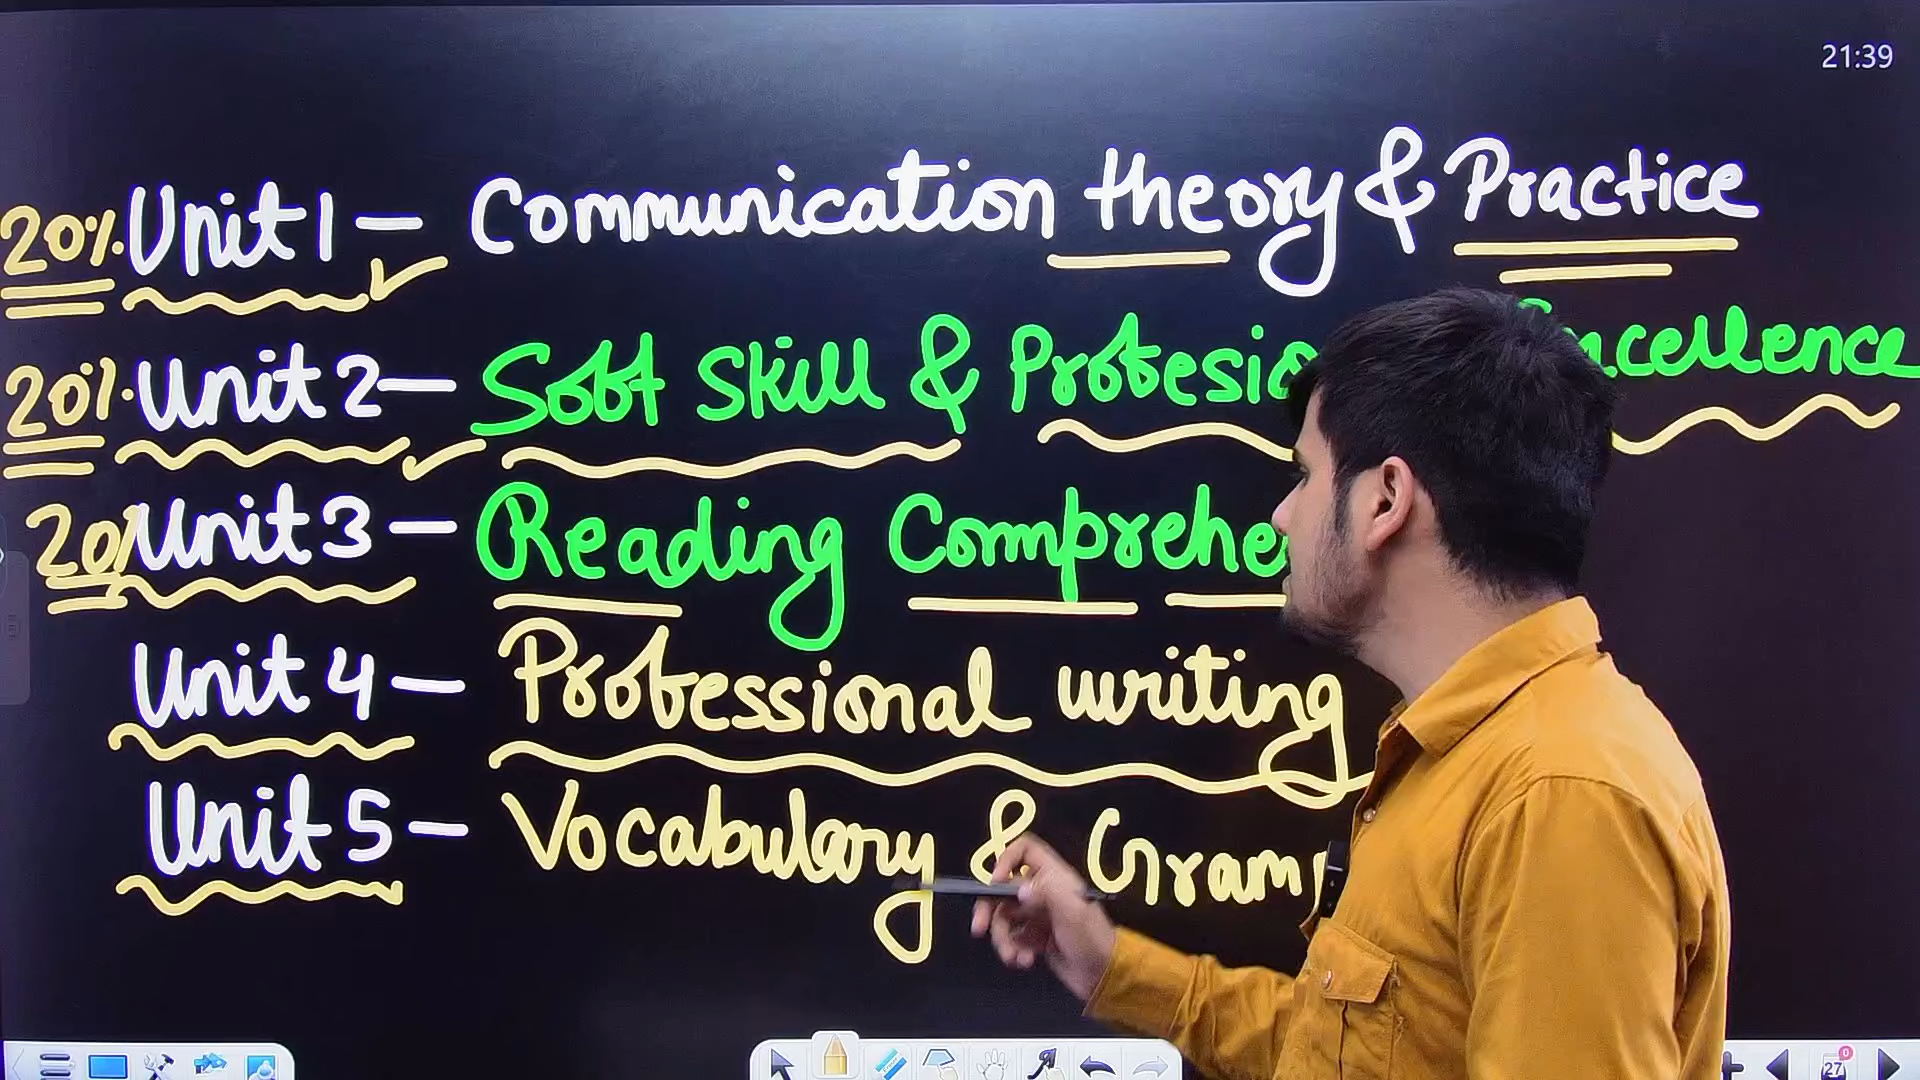 21:39
20% Unit 1 — Communication theory & Practice
20% Unit 2 — Soft Skill & Excellence
20% Unit 3 — Reading
Unit 4 — Professional writing
Unit 5 — Vocabulary &
27